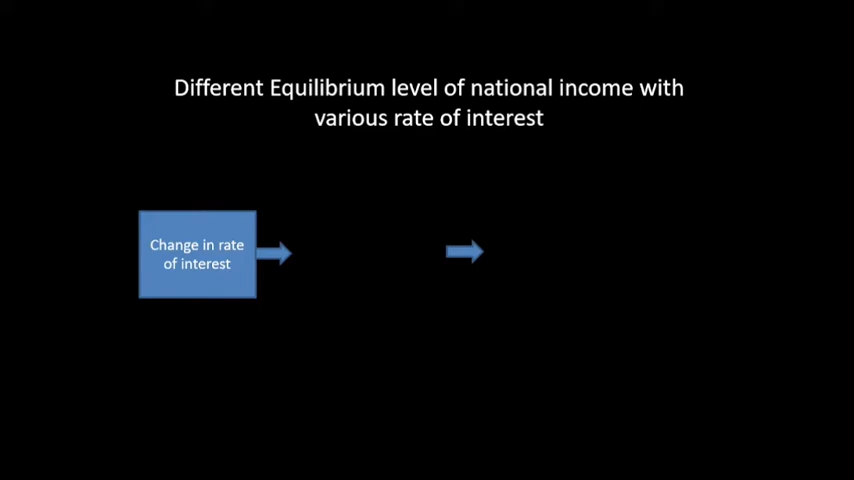 Different Equilibrium level of national income with
various rate of interest
Change in rate
of interest